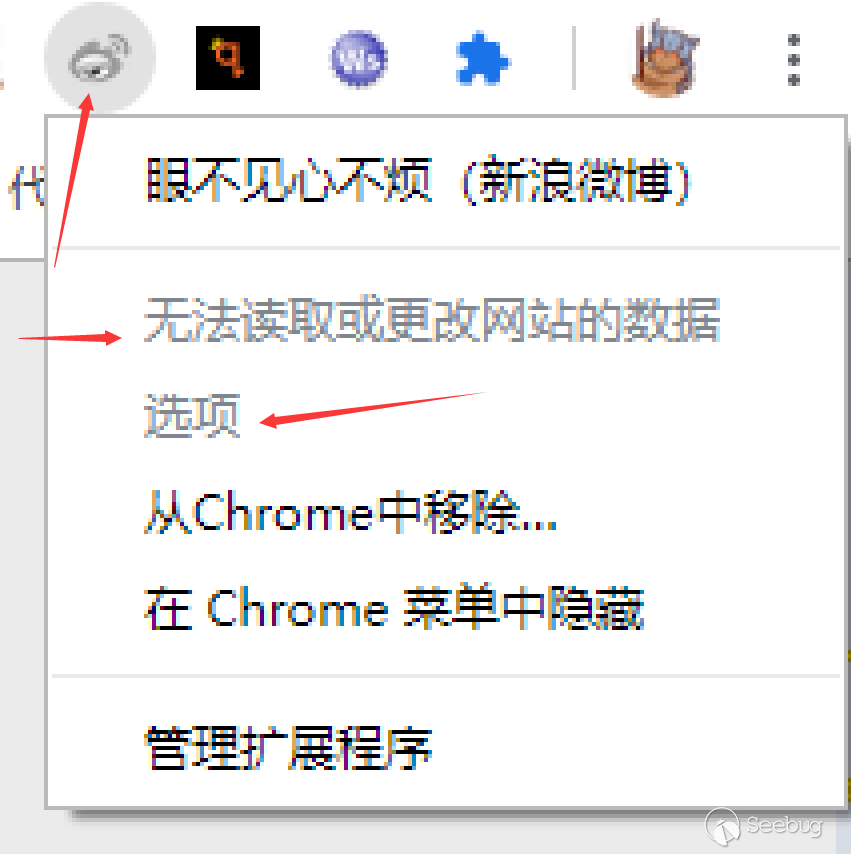 Ws
代
眼不见心不烦（新浪微博）
无法读取或更改网站的数据
选项
从Chrome中移除...
在 Chrome 菜单中隐藏
管理扩展程序
Seebug